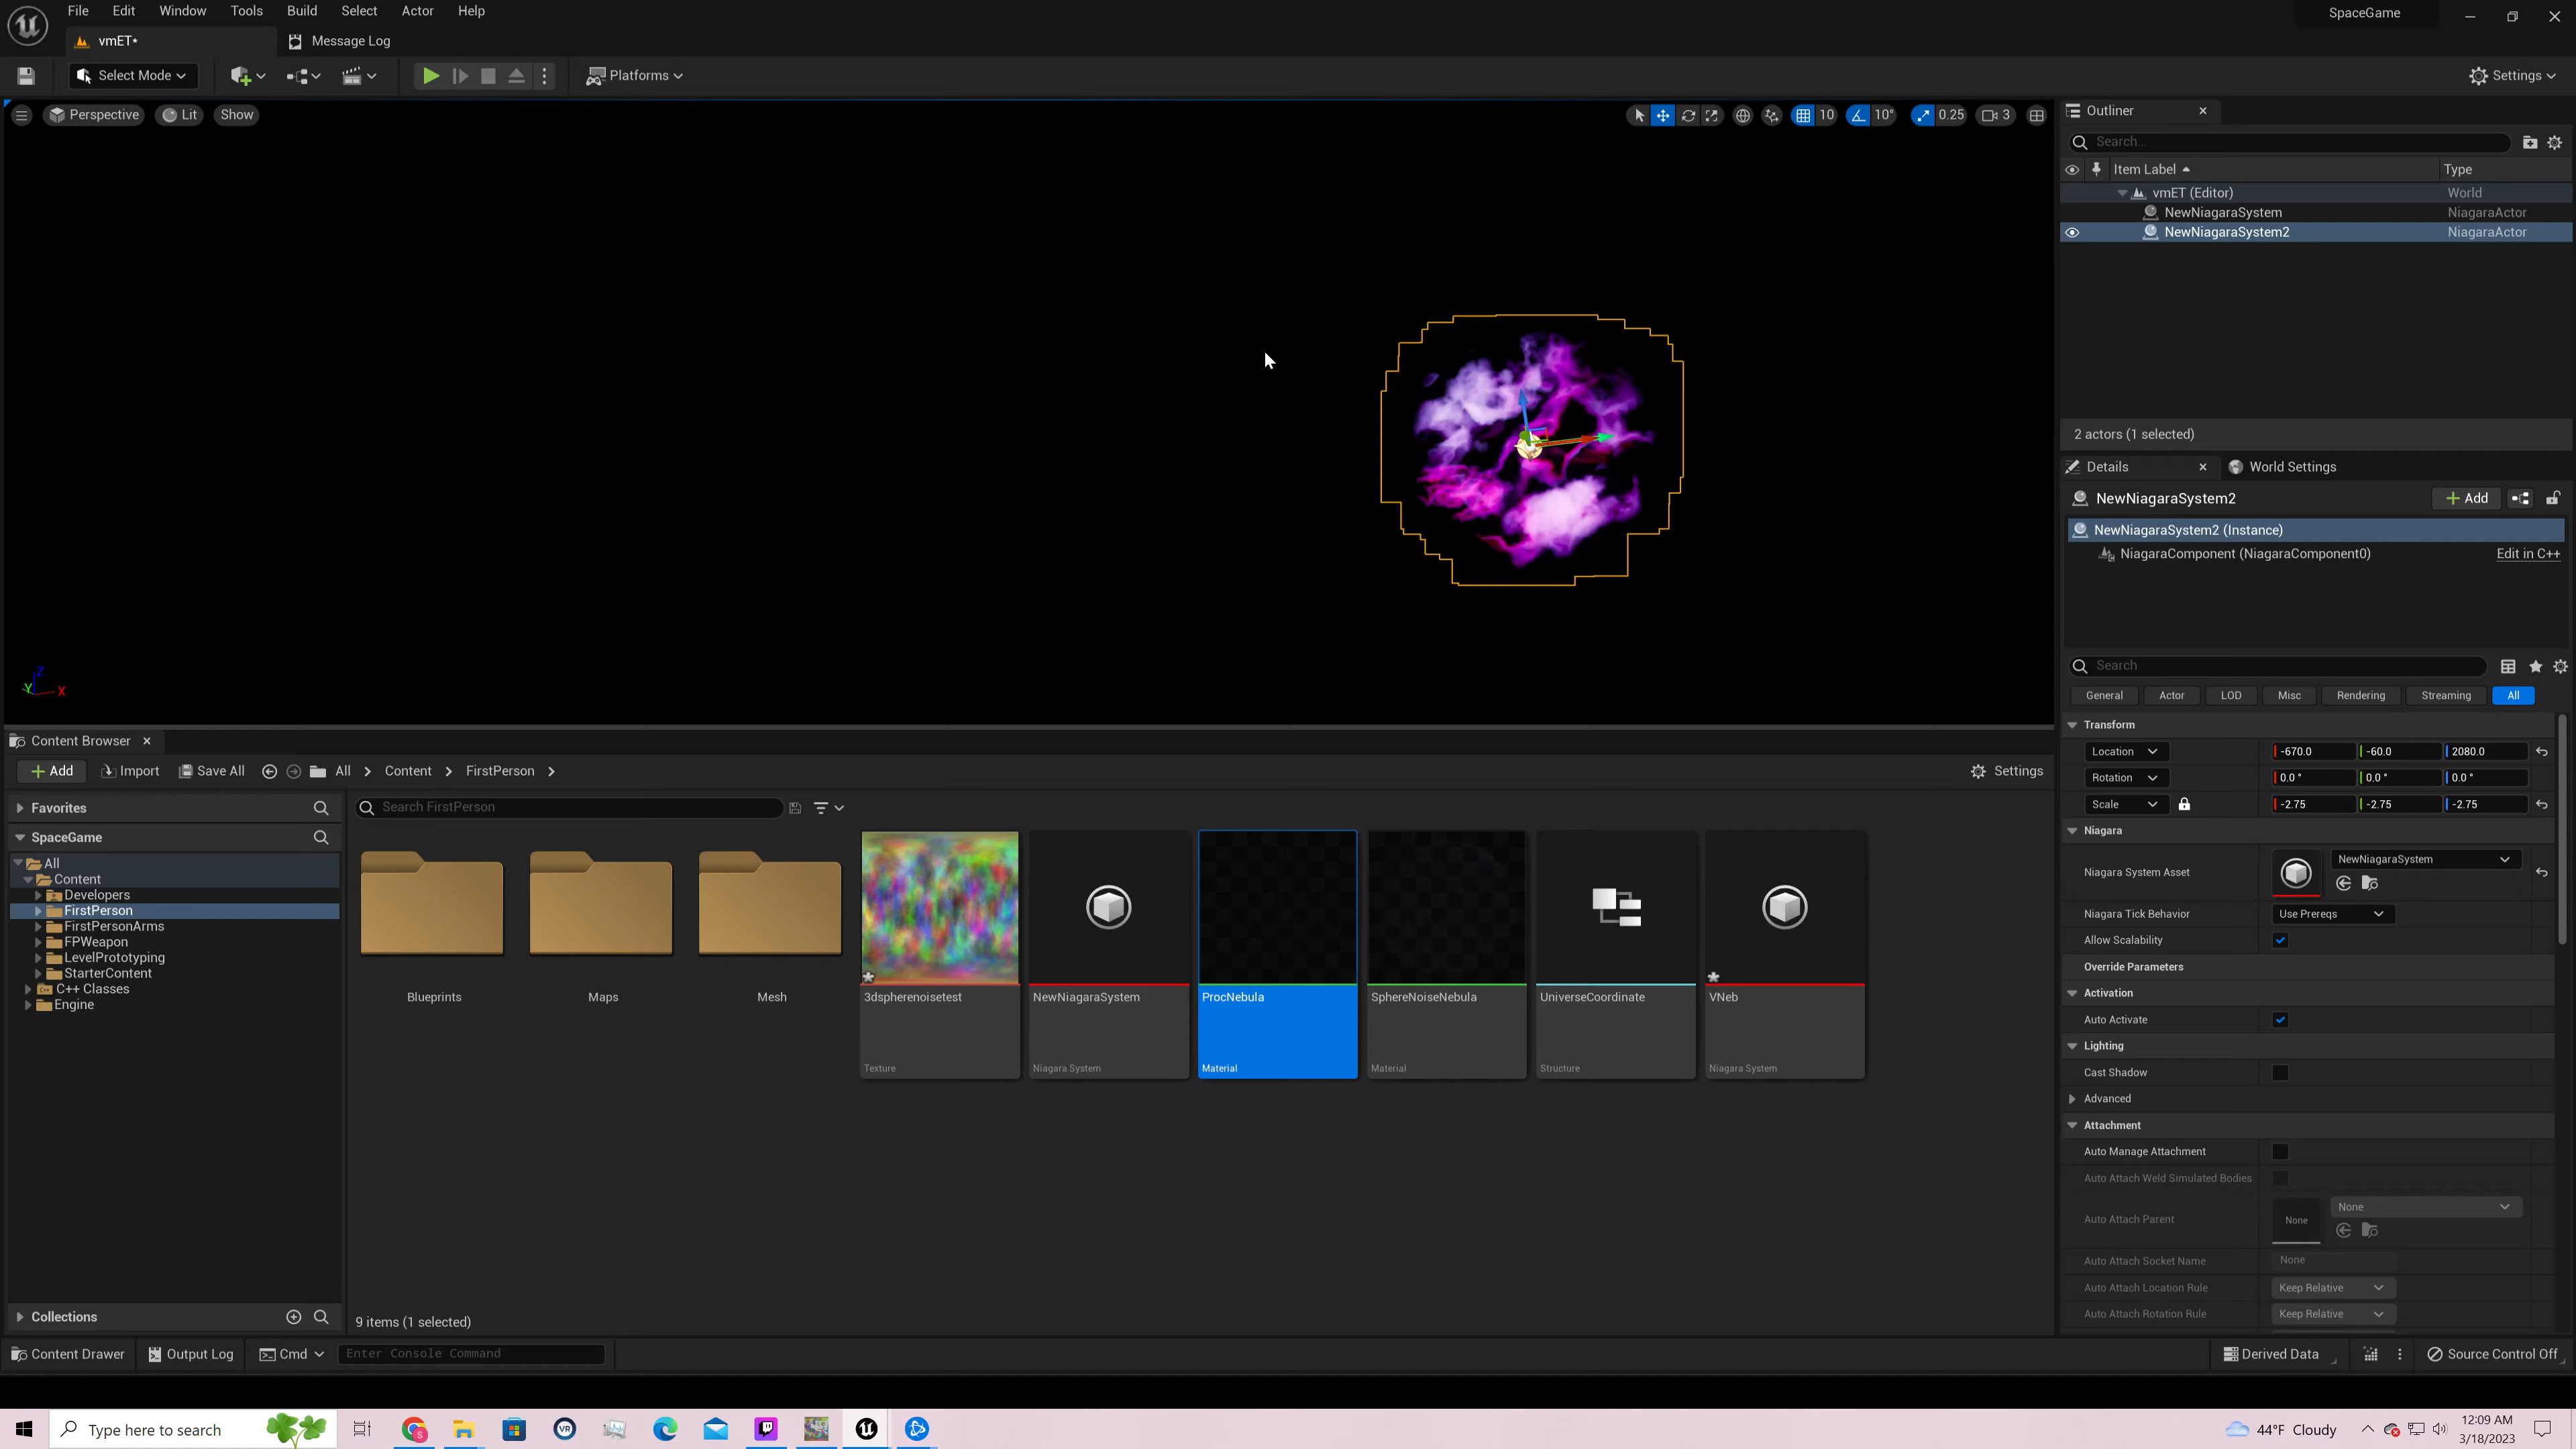 File Edit Window Tools Build Select Actor Help
SpaceGame
vmET*
Message Log
Select Mode
Platforms
Settings
Perspective
Lit
Show
10
10°
0.25
3
Z
Y
X
Outliner
Search...
Item Label
Type
vmET (Editor)
World
NewNiagaraSystem
NiagaraActor
NewNiagaraSystem2
NiagaraActor
2 actors (1 selected)
Details
World Settings
NewNiagaraSystem2
Add
NewNiagaraSystem2 (Instance)
NiagaraComponent (NiagaraComponent0)
Edit in C++
Search
General
Actor
LOD
Misc
Rendering
Streaming
All
Transform
Location
-670.0
-60.0
2080.0
Rotation
0.0 °
0.0 °
0.0 °
Scale
-2.75
-2.75
-2.75
Niagara
Niagara System Asset
NewNiagaraSystem
Niagara Tick Behavior
Use Prereqs
Allow Scalability
Override Parameters
Activation
Auto Activate
Lighting
Cast Shadow
Advanced
Attachment
Auto Manage Attachment
Auto Attach Weld Simulated Bodies
Auto Attach Parent
None
None
Auto Attach Socket Name
None
Auto Attach Location Rule
Keep Relative
Auto Attach Rotation Rule
Keep Relative
Content Browser
Add
Import
Save All
All
Content
FirstPerson
Settings
Favorites
SpaceGame
All
Content
Developers
FirstPerson
FirstPersonArms
FPWeapon
LevelPrototyping
StarterContent
C++ Classes
Engine
Collections
Search FirstPerson
Blueprints
Maps
Mesh
3dspherenoisetest
Texture
NewNiagaraSystem
Niagara System
ProcNebula
Material
SphereNoiseNebula
Material
UniverseCoordinate
Structure
VNeb
Niagara System
9 items (1 selected)
Content Drawer
Output Log
Cmd
Enter Console Command
Derived Data
Source Control Off
Type here to search
VR
S
44°F Cloudy
12:09 AM
3/18/2023